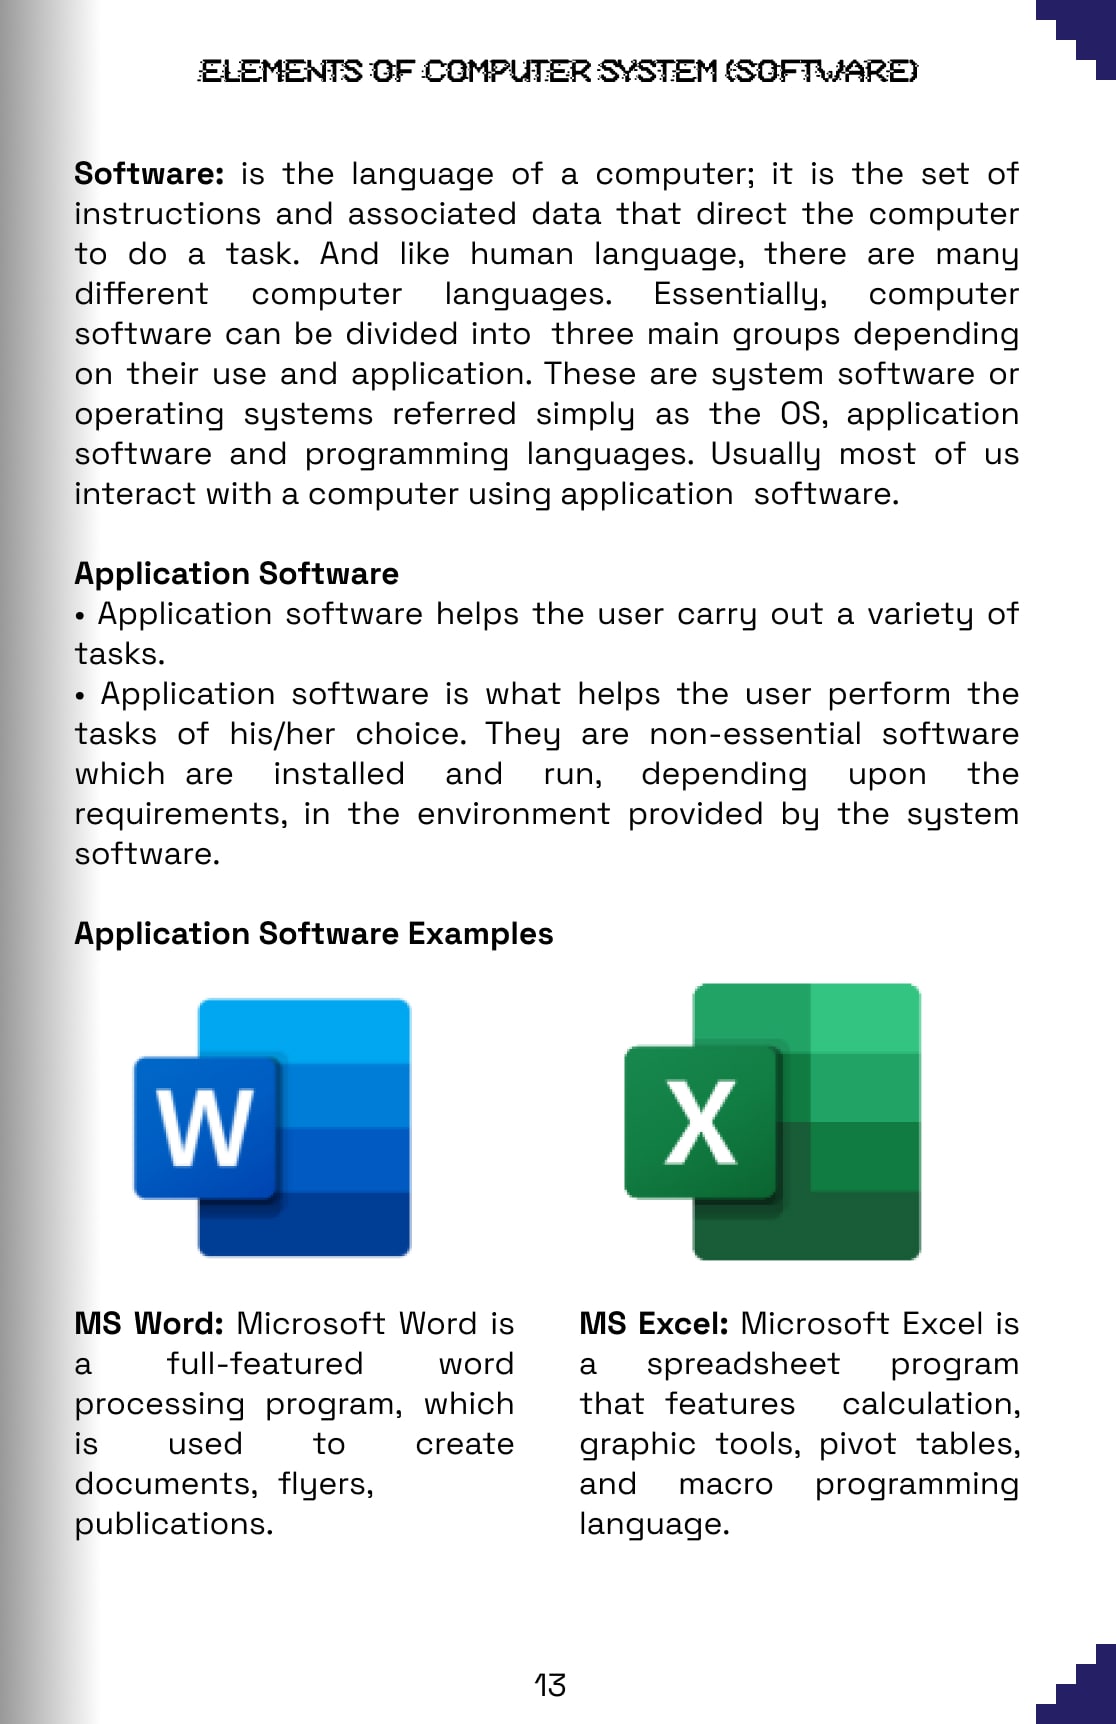 ELEMENTS OF COMPUTER SYSTEM (SOFTWARE)
Software: is the language of a computer; it is the set of
instructions and associated data that direct the computer
to do a task. And like human language, there are many
different computer languages. Essentially, computer
software can be divided into three main groups depending
on their use and application. These are system software or
operating systems referred simply as the OS, application
software and programming languages. Usually most of us
interact with a computer using application software.
Application Software
• Application software helps the user carry out a variety of
tasks.
• Application software is what helps the user perform the
tasks of his/her choice. They are non-essential software
which are installed and run, depending upon the
requirements, in the environment provided by the system
software.
Application Software Examples
W
X
MS Word: Microsoft Word is
a full-featured word
processing program, which
is used to create
documents, flyers,
publications.
MS Excel: Microsoft Excel is
a spreadsheet program
that features calculation,
graphic tools, pivot tables,
and macro programming
language.
13